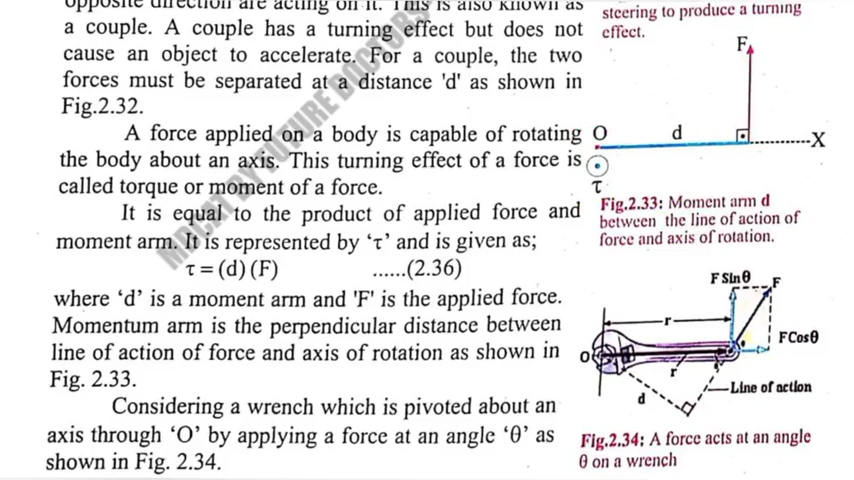 opposite direction are acting on it. This is also known as
a couple. A couple has a turning effect but does not
cause an object to accelerate. For a couple, the two
forces must be separated at a distance 'd' as shown in
Fig.2.32.
A force applied on a body is capable of rotating
the body about an axis. This turning effect of a force is
called torque or moment of a force.
It is equal to the product of applied force and
moment arm. It is represented by ‘τ’ and is given as;
τ = (d) (F) ......(2.36)
where ‘d’ is a moment arm and 'F' is the applied force.
Momentum arm is the perpendicular distance between
line of action of force and axis of rotation as shown in
Fig. 2.33.
Considering a wrench which is pivoted about an
axis through ‘O’ by applying a force at an angle ‘θ’ as
shown in Fig. 2.34.
steering to produce a turning
effect.
F
O d X
τ
Fig.2.33: Moment arm d
between the line of action of
force and axis of rotation.
F Sinθ F
r
F Cosθ
O
r
d
Line of action
Fig.2.34: A force acts at an angle
θ on a wrench
MDCAT BY FUTURE DOCTORS